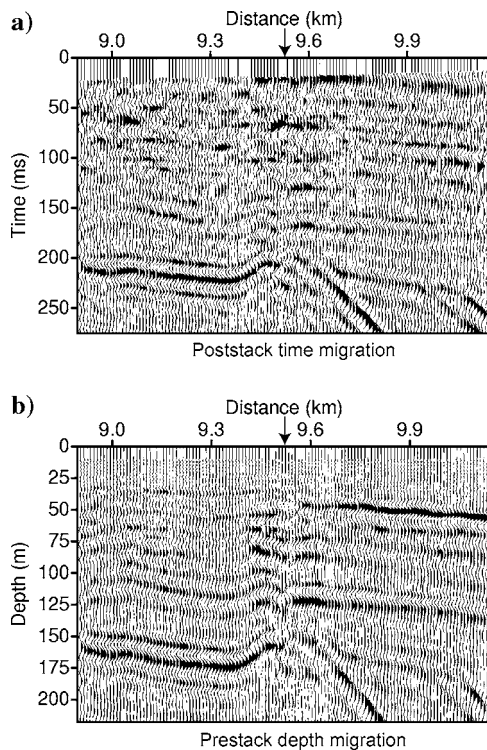 a)
Distance (km)
9.0 9.3 9.6 9.9
0
50
100
150
200
250
Time (ms)
Poststack time migration
b)
Distance (km)
9.0 9.3 9.6 9.9
0
25
50
75
100
125
150
175
200
Depth (m)
Prestack depth migration